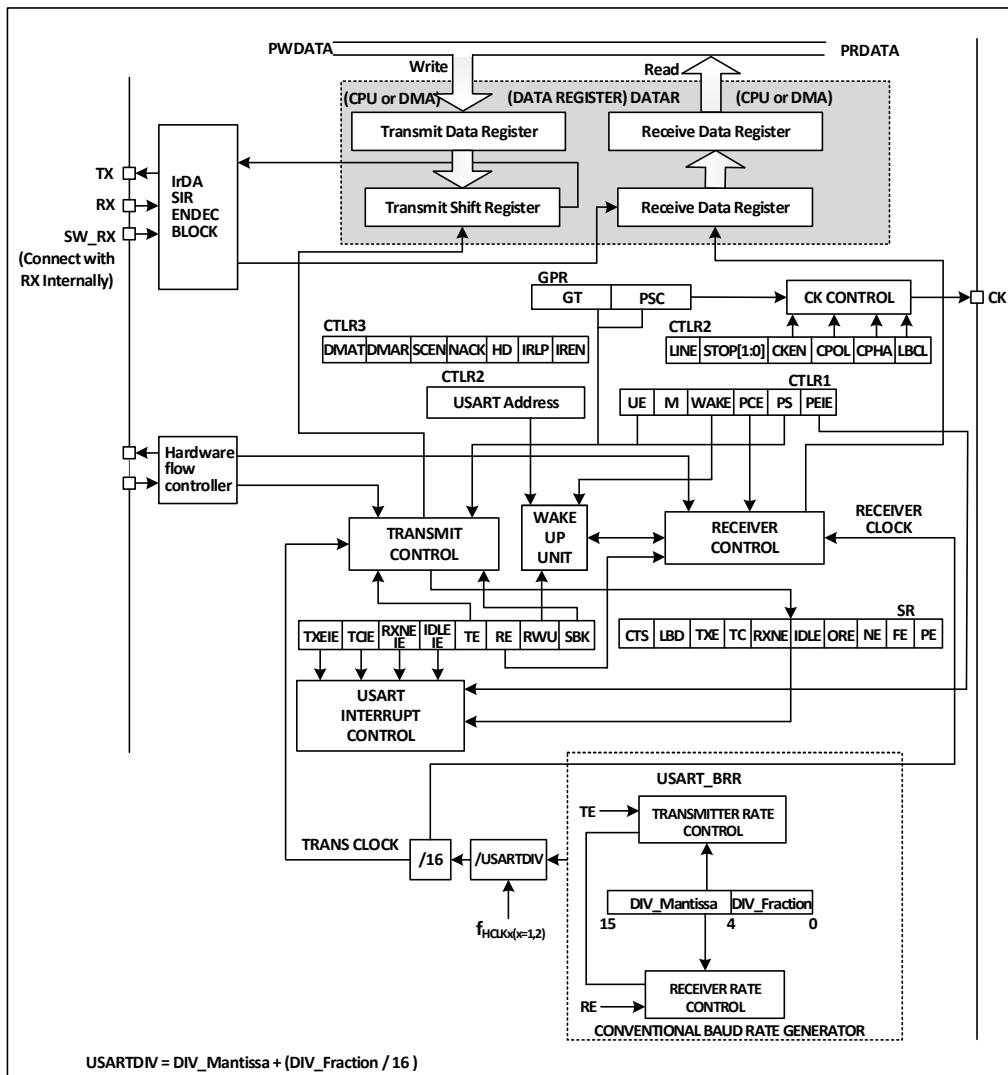 PWDATA
PRDATA
Write
Read
(CPU or DMA)
(DATA REGISTER) DATAR
(CPU or DMA)
Transmit Data Register
Receive Data Register
Transmit Shift Register
Receive Data Register
TX
RX
SW_RX
(Connect with
RX Internally)
IrDA
SIR
ENDEC
BLOCK
GPR
GT
PSC
CK CONTROL
CK
CTLR3
DMAT
DMAR
SCEN
NACK
HD
IRLP
IREN
CTLR2
LINE
STOP[1:0]
CKEN
CPOL
CPHA
LBCL
CTLR2
USART Address
CTLR1
UE
M
WAKE
PCE
PS
PEIE
Hardware
flow
controller
TRANSMIT
CONTROL
WAKE
UP
UNIT
RECEIVER
CONTROL
RECEIVER
CLOCK
TXEIE
TCIE
RXNE
IE
IDLE
IE
TE
RE
RWU
SBK
SR
CTS
LBD
TXE
TC
RXNE
IDLE
ORE
NE
FE
PE
USART
INTERRUPT
CONTROL
USART_BRR
TE
TRANSMITTER RATE
CONTROL
TRANS CLOCK
/16
/USARTDIV
fHCLKx(x=1,2)
DIV_Mantissa
DIV_Fraction
15
4
0
RE
RECEIVER RATE
CONTROL
CONVENTIONAL BAUD RATE GENERATOR
USARTDIV = DIV_Mantissa + (DIV_Fraction / 16 )